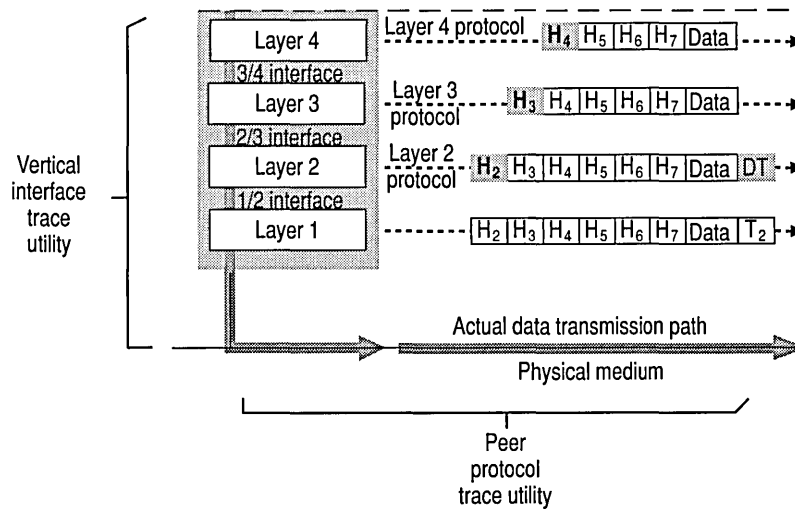 Layer 4
Layer 4 protocol
H4 H5 H6 H7 Data
3/4 interface
Layer 3
Layer 3
protocol
H3 H4 H5 H6 H7 Data
2/3 interface
Layer 2
Layer 2
protocol
H2 H3 H4 H5 H6 H7 Data DT
1/2 interface
Layer 1
H2 H3 H4 H5 H6 H7 Data T2
Vertical
interface
trace
utility
Actual data transmission path
Physical medium
Peer
protocol
trace utility